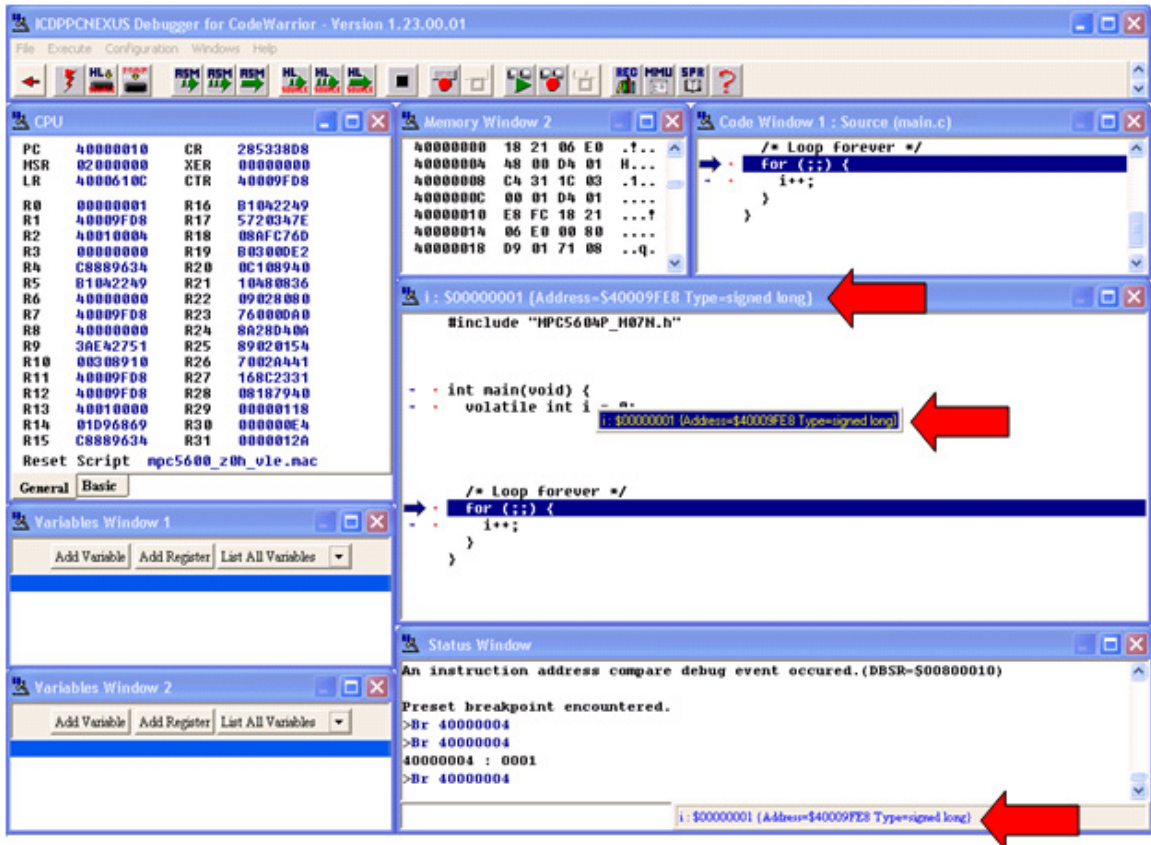 ICDPPCNEXUS Debugger for CodeWarrior - Version 1.23.00.01
File Execute Configuration Windows Help
CPU
PC 40000010 CR 285338D8
MSR 02000000 XER 00000000
LR 4000610C CTR 40009FD8
R0 00000001 R16 B1042249
R1 40009FD8 R17 5720347E
R2 40010004 R18 08AFC76D
R3 00000000 R19 B0300DE2
R4 C8889634 R20 0C108940
R5 B1042249 R21 10480836
R6 40000000 R22 09028080
R7 40009FD8 R23 76000DA0
R8 40000000 R24 8A28D40A
R9 3AE42751 R25 89020154
R10 00308910 R26 7002A441
R11 40009FD8 R27 168C2331
R12 40009FD8 R28 08187940
R13 40010000 R29 00000118
R14 01D96869 R30 000000E4
R15 C8889634 R31 0000012A
Reset Script mpc5600_z0h_vle.mac
General Basic
Memory Window 2
40000000 18 21 06 E0 .!..
40000004 48 00 D4 01 H...
40000008 C4 31 1C 03 .1..
4000000C 00 01 D4 01 ....
40000010 E8 FC 18 21 ...!
40000014 06 E0 00 80 ....
40000018 D9 01 71 08 ..q.
Code Window 1 : Source (main.c)
/* Loop forever */
for (;;) {
i++;
}
}
i : $00000001 {Address=$40009FE8 Type=signed long}
#include "MPC5604P_M07N.h"
int main(void) {
volatile int i = 0;
i : $00000001 {Address=$40009FE8 Type=signed long}
/* Loop forever */
for (;;) {
i++;
}
}
Variables Window 1
Add Variable Add Register List All Variables
Variables Window 2
Add Variable Add Register List All Variables
Status Window
An instruction address compare debug event occured.(DBSR=$00800010)
Preset breakpoint encountered.
>Br 40000004
>Br 40000004
40000004 : 0001
>Br 40000004
i : $00000001 {Address=$40009FE8 Type=signed long}